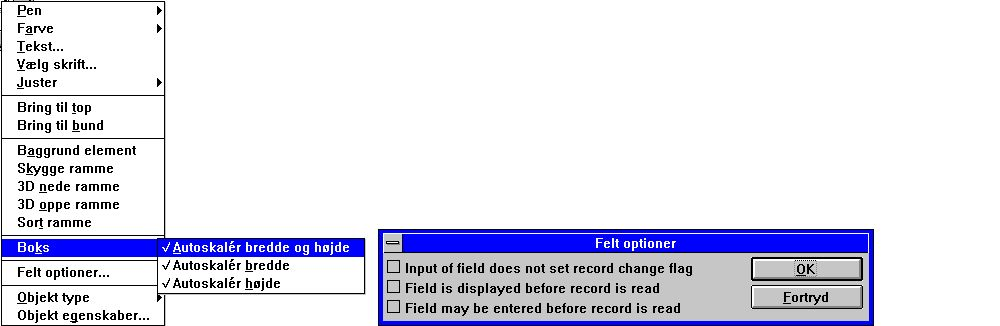 Pen
Farve
Tekst...
Vælg skrift...
Juster
Bring til top
Bring til bund
Baggrund element
Skygge ramme
3D nede ramme
3D oppe ramme
Sort ramme
Boks
Felt optioner...
Objekt type
Objekt egenskaber...
Autoskalér bredde og højde
Autoskalér bredde
Autoskalér højde
Felt optioner
Input of field does not set record change flag
Field is displayed before record is read
Field may be entered before record is read
OK
Fortryd